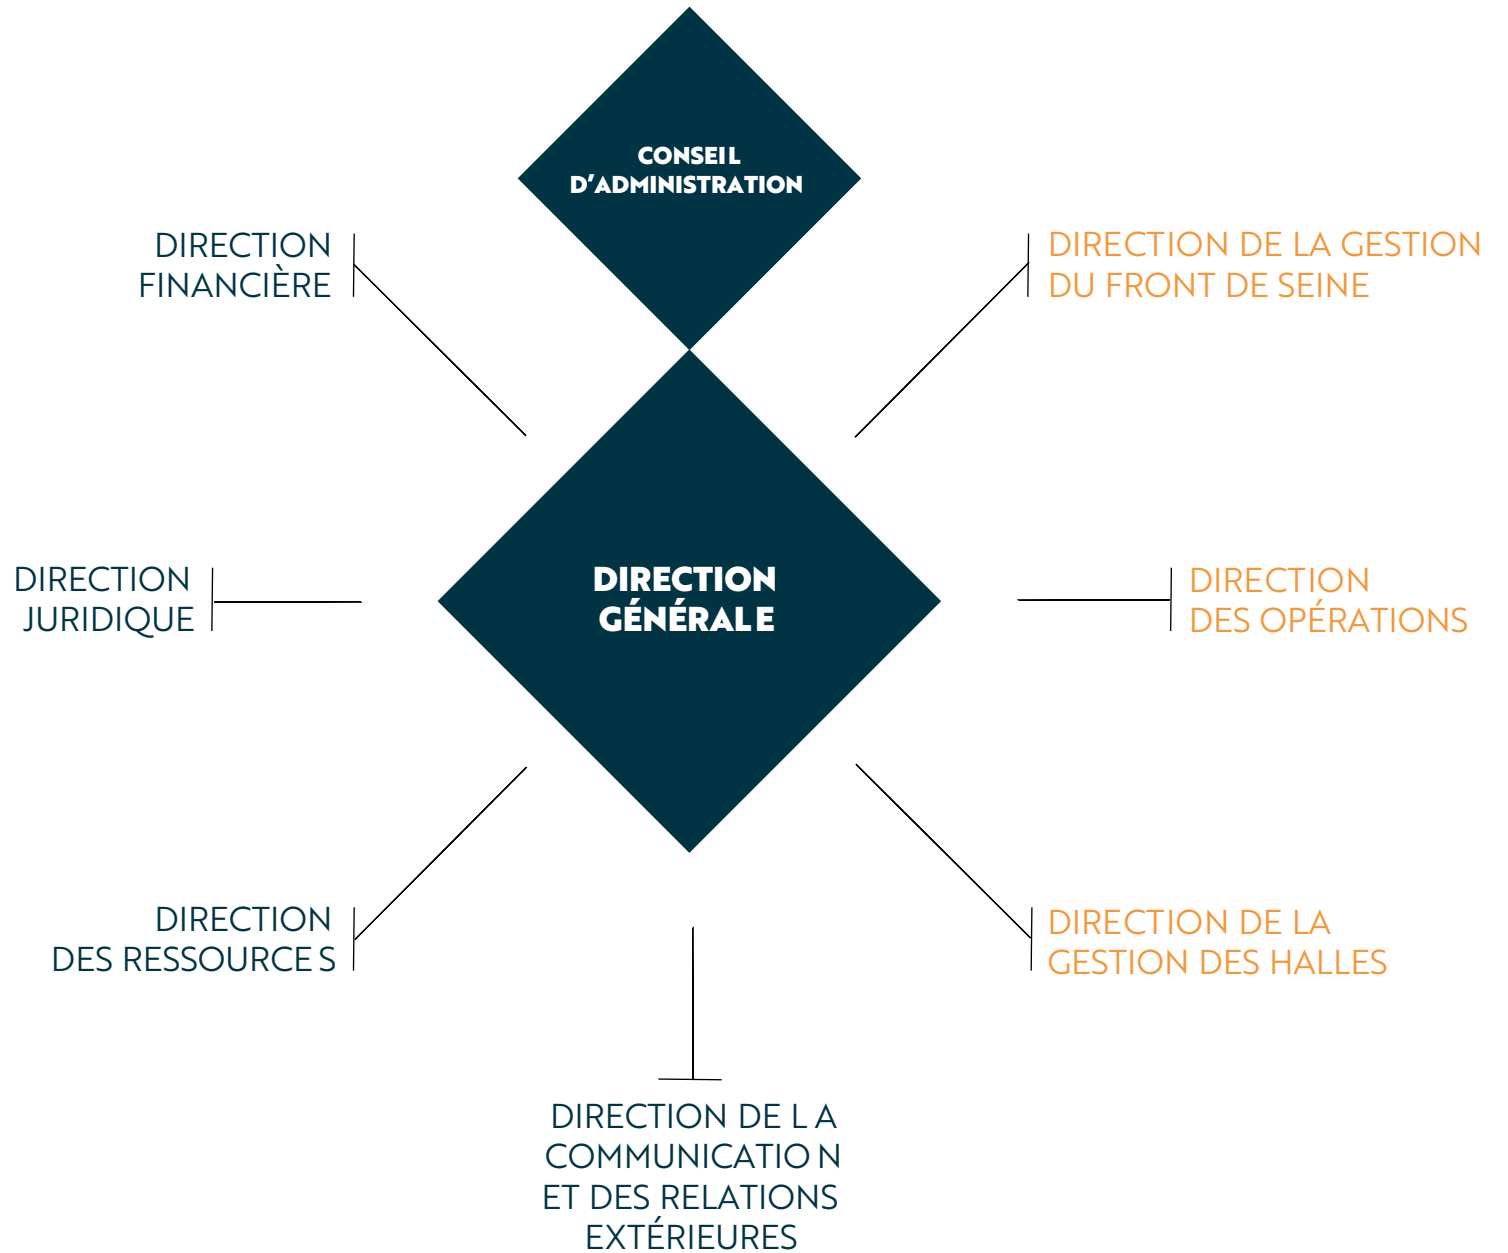 CONSEIL
D'ADMINISTRATION
DIRECTION
FINANCIÈRE
DIRECTION DE LA GESTION
DU FRONT DE SEINE
DIRECTION
JURIDIQUE
DIRECTION
GÉNÉRALE
DIRECTION
DES OPÉRATIONS
DIRECTION
DES RESSOURCES
DIRECTION DE LA
GESTION DES HALLES
DIRECTION DE LA
COMMUNICATION
ET DES RELATIONS
EXTÉRIEURES